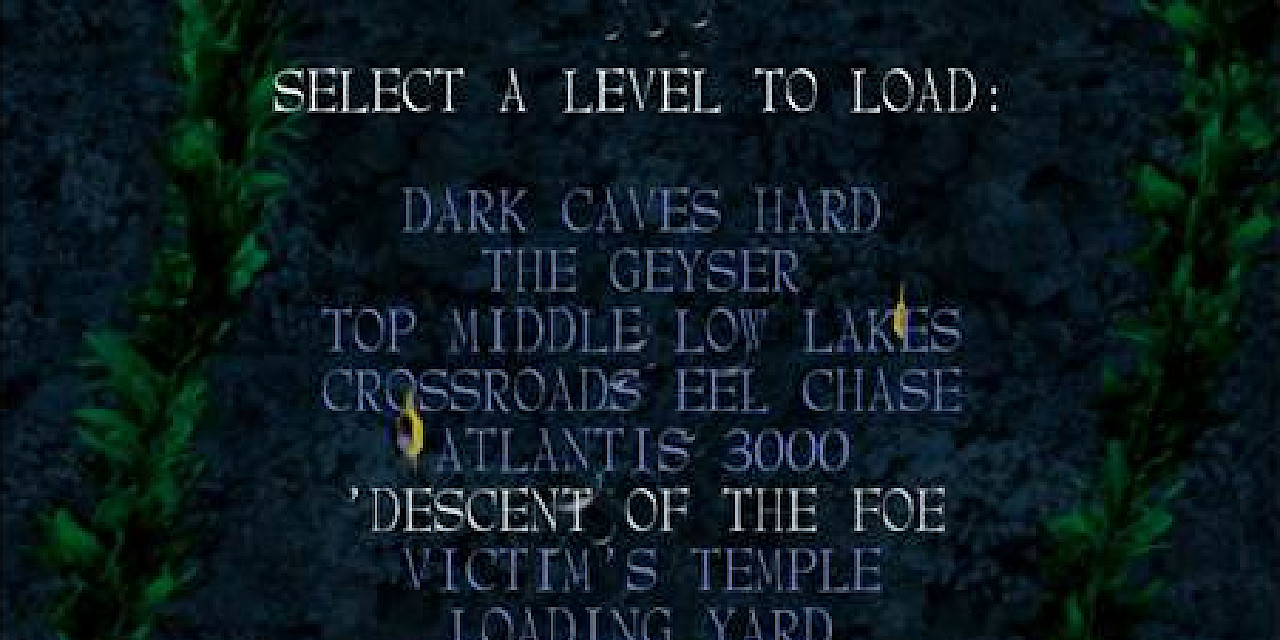 SELECT A LEVEL TO LOAD:
DARK CAVES HARD
THE GEYSER
TOP MIDDLE LOW LAKES
CROSSROADS EEL CHASE
ATLANTIS 3000
'DESCENT OF THE FOE
VICTIM'S TEMPLE
LOADING YARD